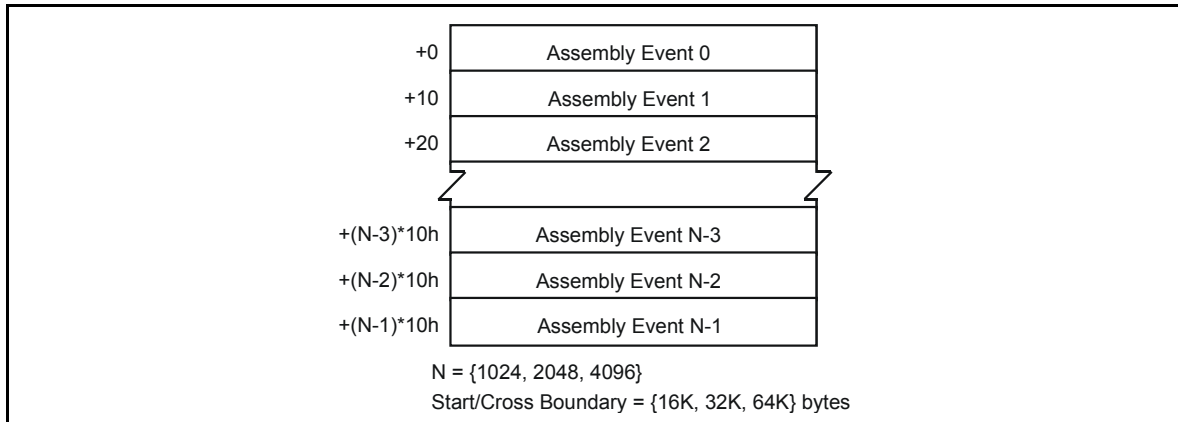 +0 Assembly Event 0
+10 Assembly Event 1
+20 Assembly Event 2
+(N-3)*10h Assembly Event N-3
+(N-2)*10h Assembly Event N-2
+(N-1)*10h Assembly Event N-1
N = {1024, 2048, 4096}
Start/Cross Boundary = {16K, 32K, 64K} bytes